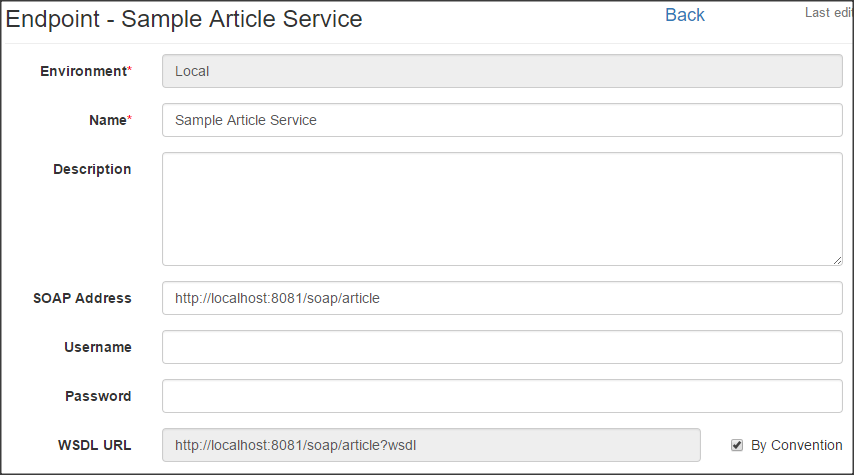 Endpoint - Sample Article Service Back Last edit
Environment* Local
Name* Sample Article Service
Description
SOAP Address http://localhost:8081/soap/article
Username
Password
WSDL URL http://localhost:8081/soap/article?wsdl By Convention